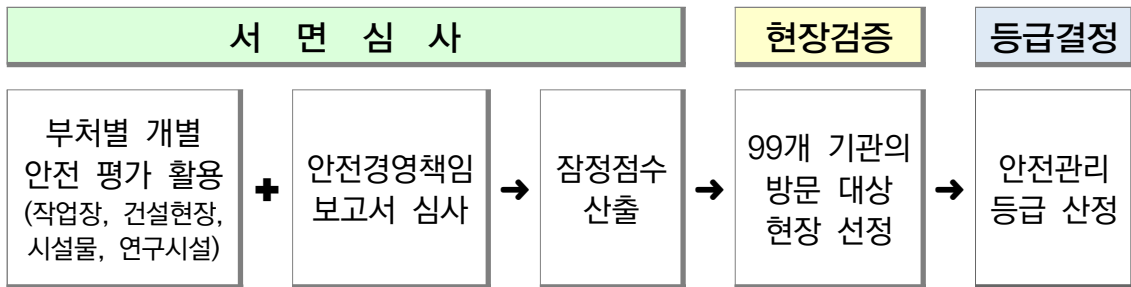 서 면 심 사
현장검증
등급결정
부처별 개별
안전 평가 활용
(작업장, 건설현장,
시설물, 연구시설)
+
안전경영책임
보고서 심사
→
잠정점수
산출
→
99개 기관의
방문 대상
현장 선정
→
안전관리
등급 산정